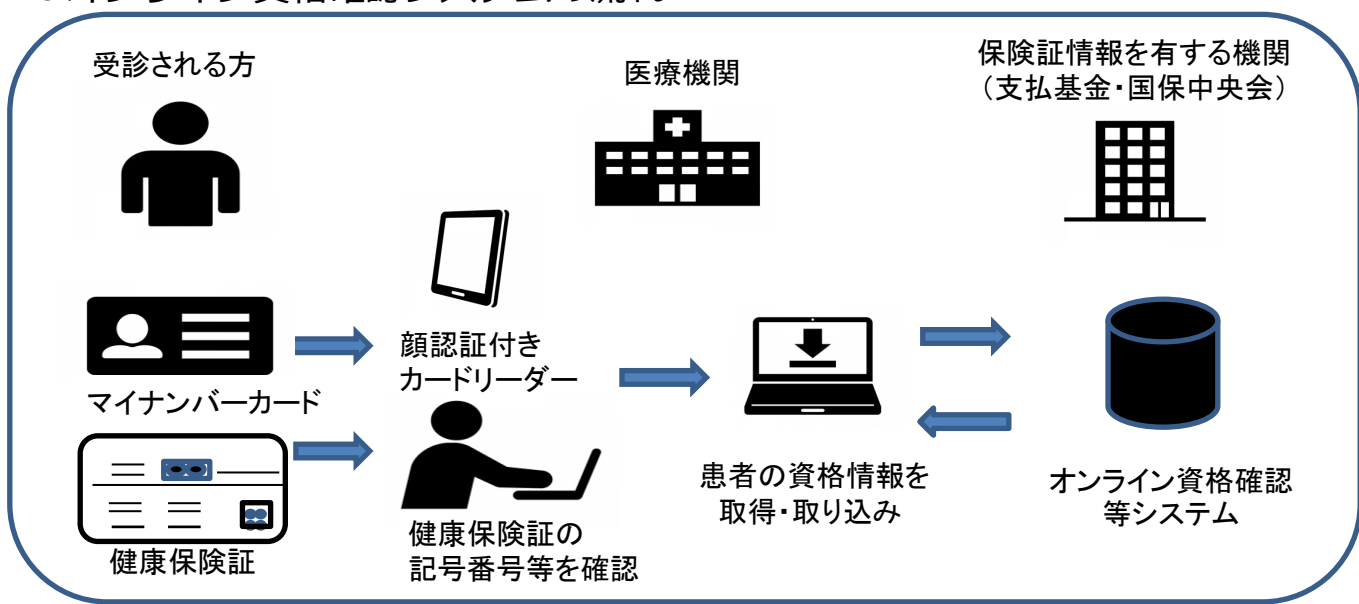 受診される方
医療機関
保険証情報を有する機関
（支払基金・国保中央会）
マイナンバーカード
顔認証付き
カードリーダー
健康保険証
健康保険証の
記号番号等を確認
患者の資格情報を
取得・取り込み
オンライン資格確認
等システム